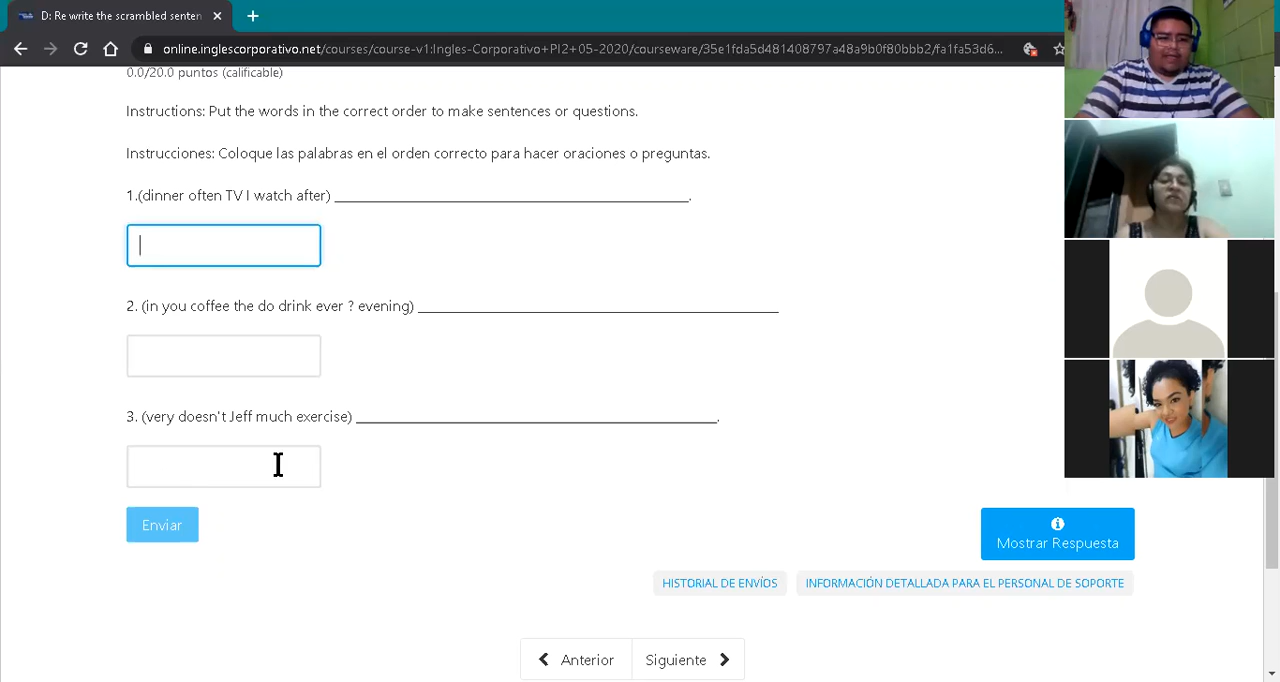 D: Re write the scrambled senten
online.inglescorporativo.net/courses/course-v1:Ingles-Corporativo+PI2+05-2020/courseware/35e1fda5d481408797a48a9b0f80bbb2/fa1fa53d6...
0.0/20.0 puntos (calificable)
Instructions: Put the words in the correct order to make sentences or questions.
Instrucciones: Coloque las palabras en el orden correcto para hacer oraciones o preguntas.
1.(dinner often TV I watch after) ______________________________.
2. (in you coffee the do drink ever ? evening) ______________________________
3. (very doesn't Jeff much exercise) ______________________________.
Enviar
Mostrar Respuesta
HISTORIAL DE ENVÍOS
INFORMACIÓN DETALLADA PARA EL PERSONAL DE SOPORTE
Anterior
Siguiente